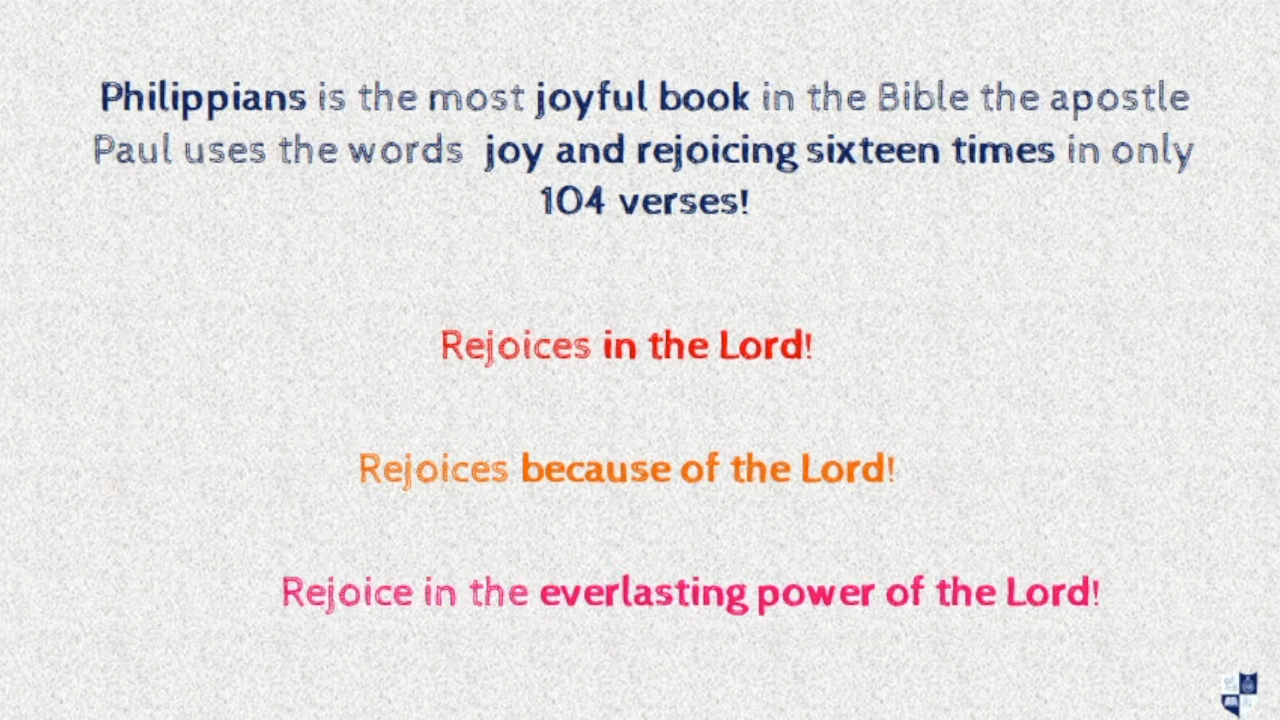 Philippians is the most joyful book in the Bible the apostle
Paul uses the words joy and rejoicing sixteen times in only
104 verses!
Rejoices in the Lord!
Rejoices because of the Lord!
Rejoice in the everlasting power of the Lord!